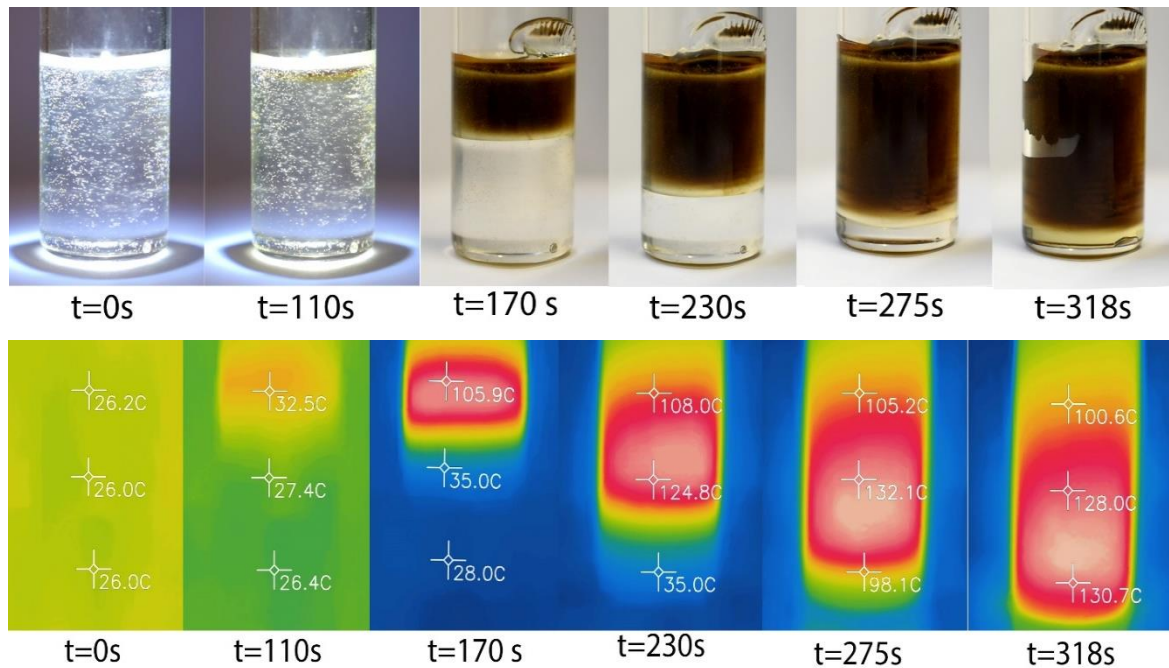 t=0s t=110s t=170 s t=230s t=275s t=318s
26.2C 32.5C 105.9C 108.0C 105.2C 100.6C
26.0C 27.4C 35.0C 124.8C 132.1C 128.0C
26.0C 26.4C 28.0C 35.0C 98.1C 130.7C
t=0s t=110s t=170 s t=230s t=275s t=318s